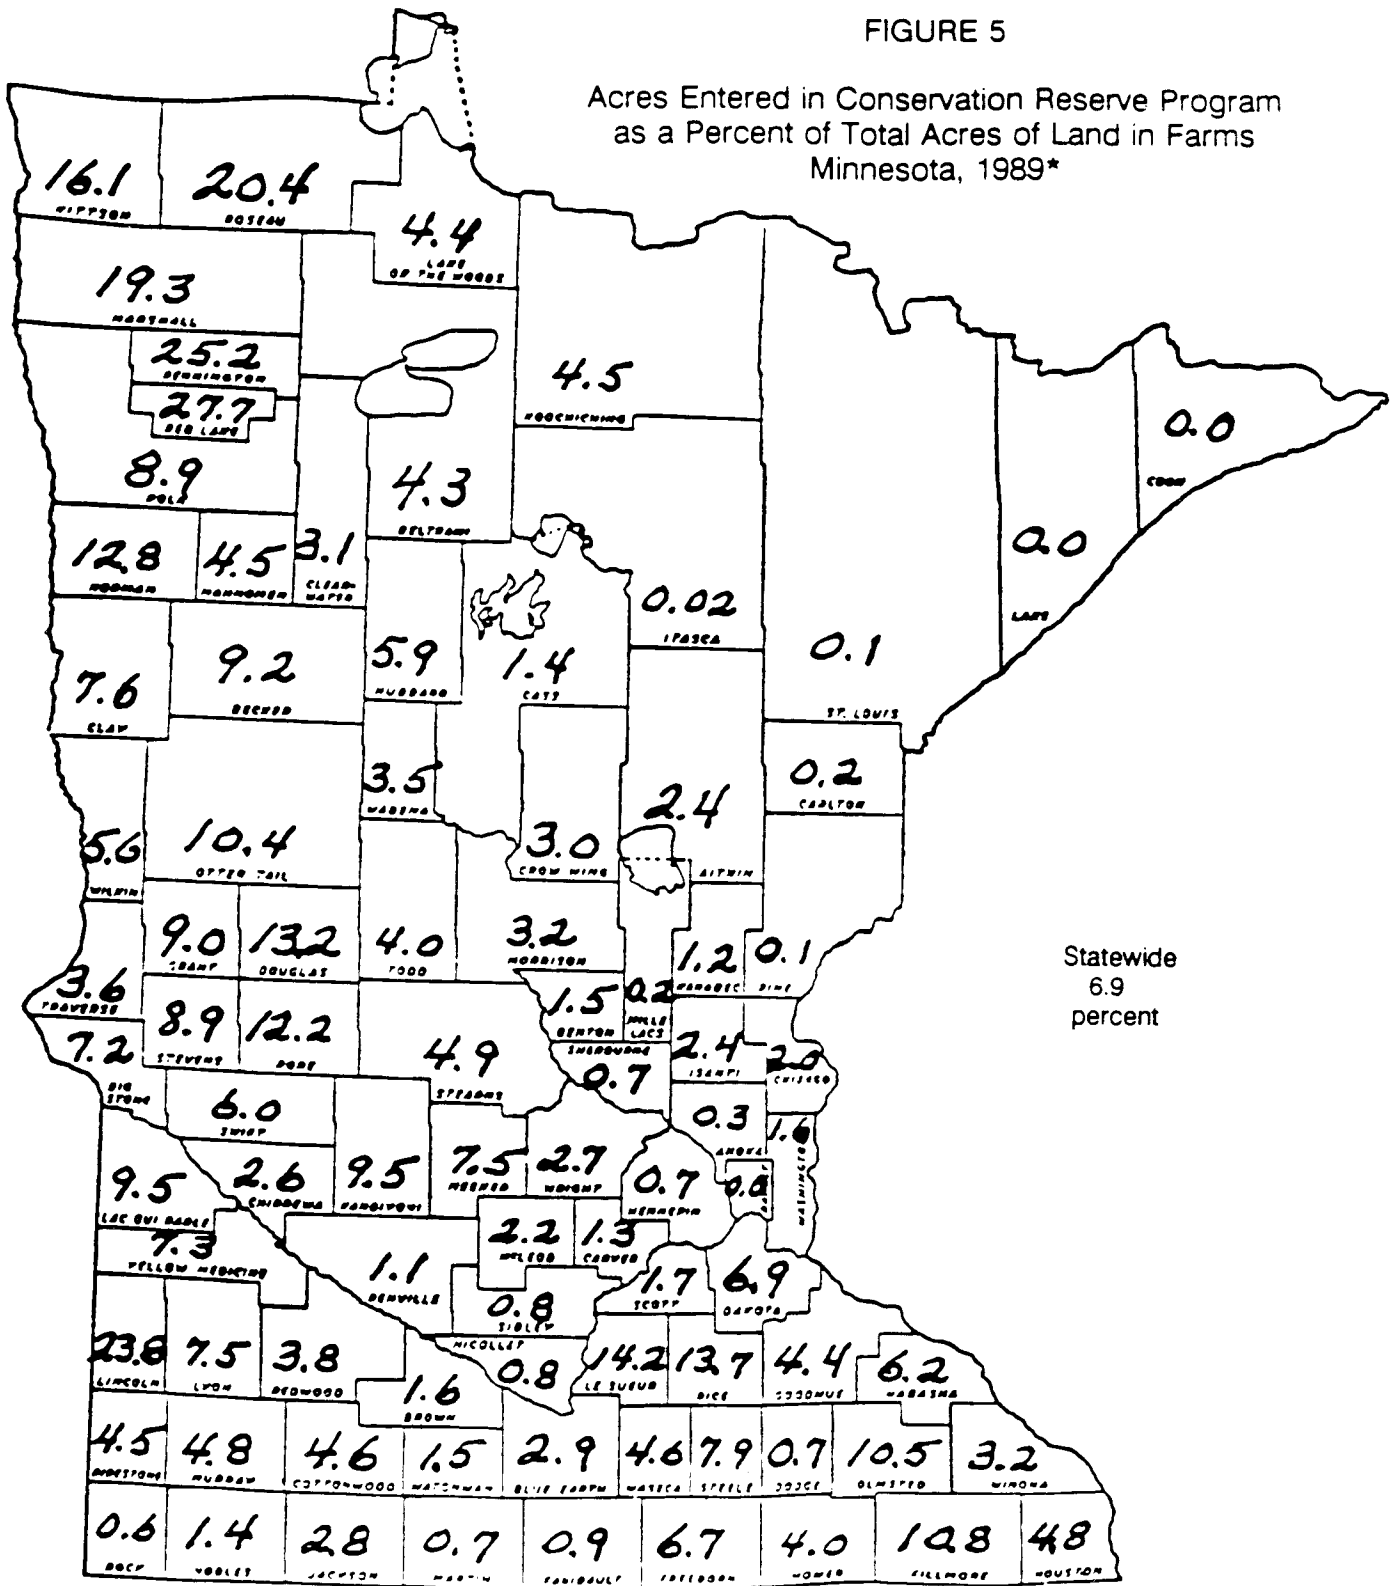 FIGURE 5
Acres Entered in Conservation Reserve Program
as a Percent of Total Acres of Land in Farms
Minnesota, 1989*
16.1
KITTSON
20.4
ROSEAU
4.4
LAKE
OF THE WOODS
19.3
MARSHALL
25.2
PENNINGTON
27.7
RED LAKE
4.5
KOOCHICHING
0.0
COOK
8.9
POLK
4.3
BELTRAMI
0.0
LAKE
12.8
NORMAN
4.5
MAHNOMEN
3.1
CLEAR-
WATER
0.02
ITASCA
0.1
ST. LOUIS
7.6
CLAY
9.2
BECKER
5.9
HUBBARD
1.4
CASS
3.5
WADENA
2.4
AITKIN
0.2
CARLTON
5.6
WILKIN
10.4
OTTER TAIL
3.0
CROW WING
9.0
GRANT
13.2
DOUGLAS
4.0
TODD
3.2
MORRISON
1.2
KANABEC
0.1
PINE
Statewide
6.9
percent
3.6
TRAVERSE
8.9
STEVENS
12.2
POPE
4.9
STEARNS
1.5
BENTON
0.2
MILLE
LACS
7.2
BIG
STONE
SHERBURNE
0.7
2.4
ISANTI
2.0
CHISAGO
6.0
SWIFT
0.3
ANOKA
1.6
WASHINGTON
9.5
LAC QUI PARLE
2.6
CHIPPEWA
9.5
KANDIYOHI
7.5
MEEKER
2.7
WRIGHT
0.7
HENNEPIN
0.0
RAMSEY
7.3
YELLOW MEDICINE
1.1
RENVILLE
2.2
McLEOD
1.3
CARVER
1.7
SCOTT
6.9
DAKOTA
0.8
SIBLEY
23.8
LINCOLN
7.5
LYON
3.8
REDWOOD
NICOLLET
0.8
14.2
LE SUEUR
13.7
RICE
4.4
GOODHUE
6.2
WABASHA
1.6
BROWN
4.5
PIPESTONE
4.8
MURRAY
4.6
COTTONWOOD
1.5
WATONWAN
2.9
BLUE EARTH
4.6
WASECA
7.9
STEELE
0.7
DODGE
10.5
OLMSTED
3.2
WINONA
0.6
ROCK
1.4
NOBLES
2.8
JACKSON
0.7
MARTIN
0.9
FARIBAULT
6.7
FREEBORN
4.0
MOWER
10.8
FILLMORE
4.8
HOUSTON